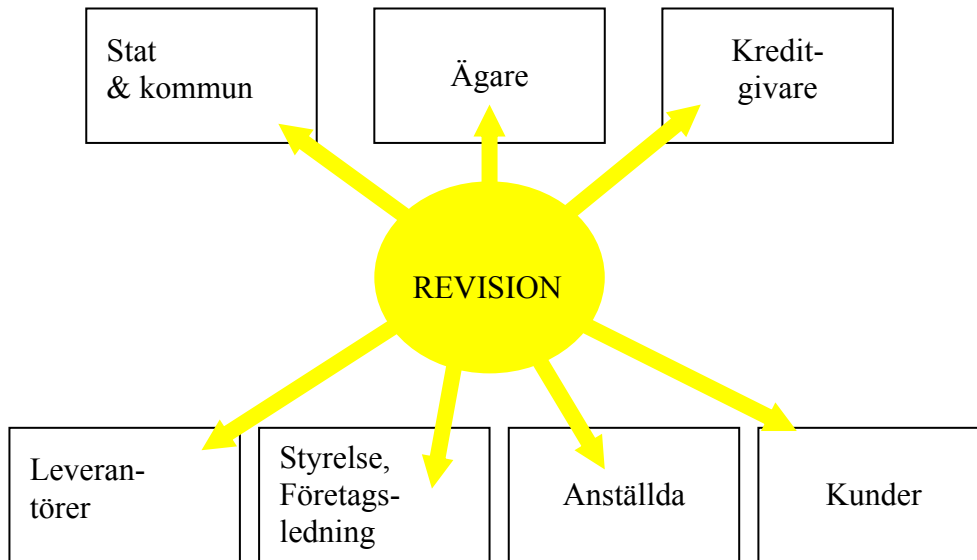 Stat
& kommun
Ägare
Kredit-
givare
REVISION
Leveran-
törer
Styrelse,
Företags-
ledning
Anställda
Kunder